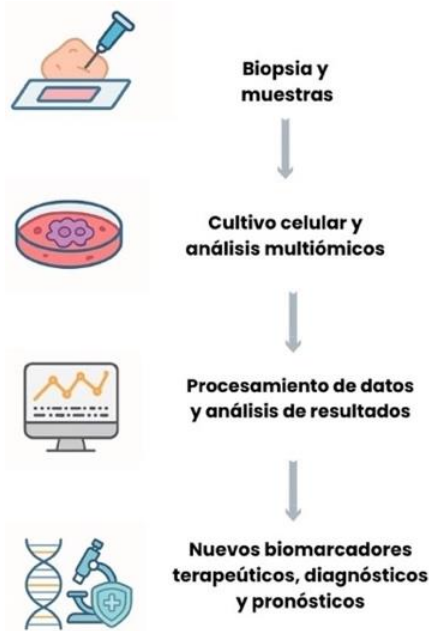 Biopsia y
muestras
Cultivo celular y
análisis multiómicos
Procesamiento de datos
y análisis de resultados
Nuevos biomarcadores
terapeúticos, diagnósticos
y pronósticos